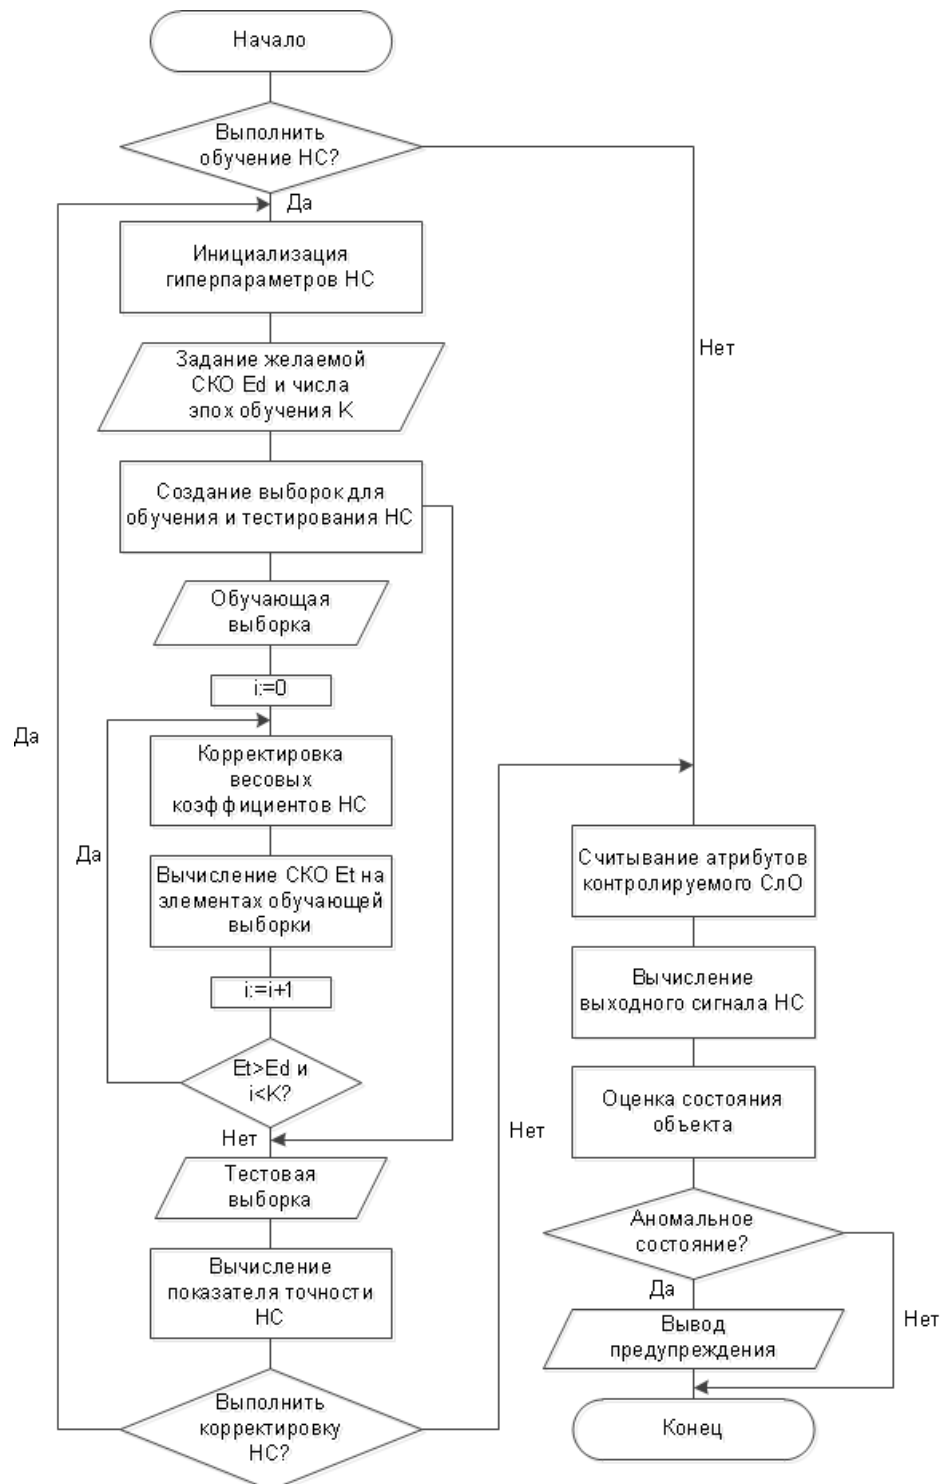 Начало
Выполнить
обучение НС?
Да
Инициализация
гиперпараметров НС
Задание желаемой
СКО Ed и числа
эпох обучения K
Создание выборок для
обучения и тестирования НС
Обучающая
выборка
i:=0
Корректировка
весовых
коэффициентов НС
Вычисление СКО Et на
элементах обучающей
выборки
i:=i+1
Et>Ed и
i<K?
Да
Нет
Тестовая
выборка
Вычисление
показателя точности
НС
Выполнить
корректировку
НС?
Да
Нет
Нет
Считывание атрибутов
контролируемого СлО
Вычисление
выходного сигнала НС
Оценка состояния
объекта
Аномальное
состояние?
Да
Нет
Вывод
предупреждения
Конец